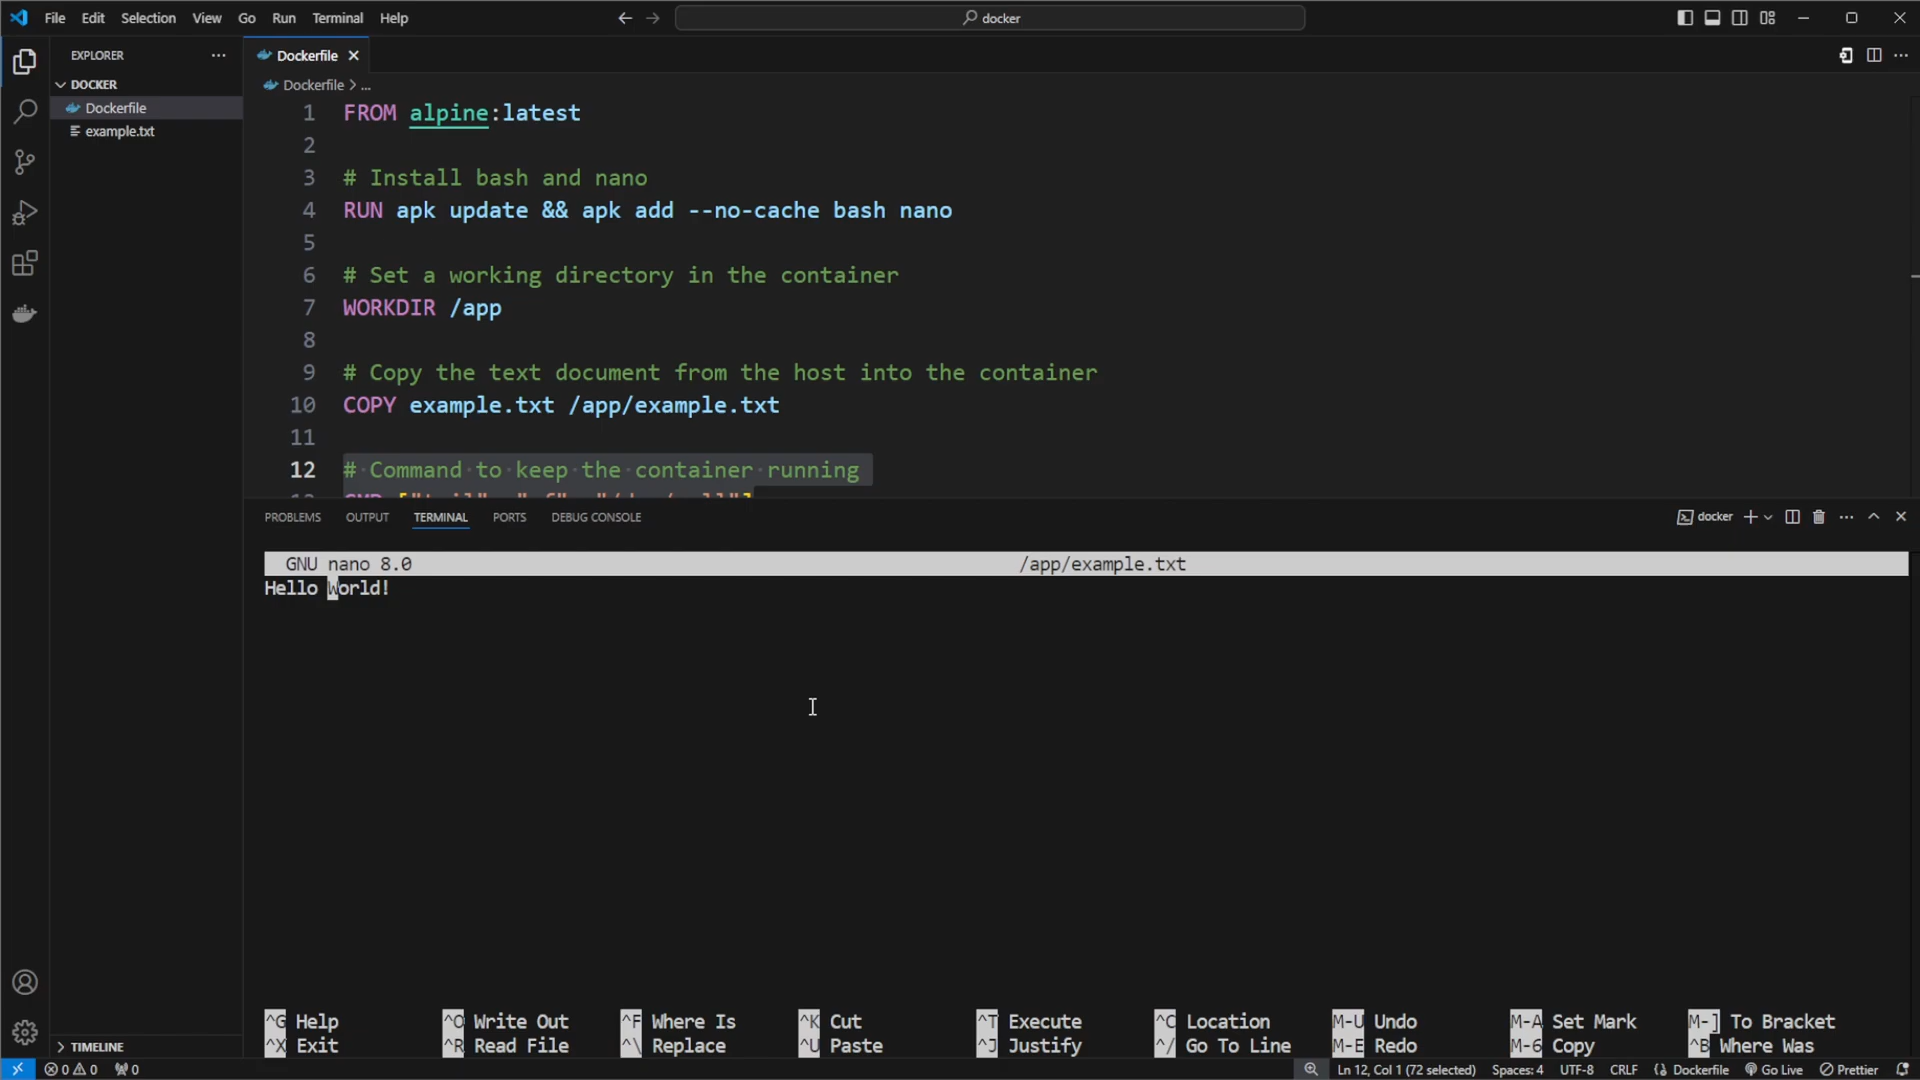 File Edit Selection View Go Run Terminal Help
docker
EXPLORER
DOCKER
Dockerfile
example.txt
TIMELINE
Dockerfile
Dockerfile > ...
1 FROM alpine:latest
2
3 # Install bash and nano
4 RUN apk update && apk add --no-cache bash nano
5
6 # Set a working directory in the container
7 WORKDIR /app
8
9 # Copy the text document from the host into the container
10 COPY example.txt /app/example.txt
11
12 # Command to keep the container running
PROBLEMS OUTPUT TERMINAL PORTS DEBUG CONSOLE
docker
GNU nano 8.0 /app/example.txt
Hello World!
^G Help ^O Write Out ^F Where Is ^K Cut ^T Execute ^C Location M-U Undo M-A Set Mark M-] To Bracket
^X Exit ^R Read File ^\ Replace ^U Paste ^J Justify ^/ Go To Line M-E Redo M-6 Copy ^B Where Was
0 0 0 Ln 12, Col 1 (72 selected) Spaces: 4 UTF-8 CRLF Dockerfile Go Live Prettier